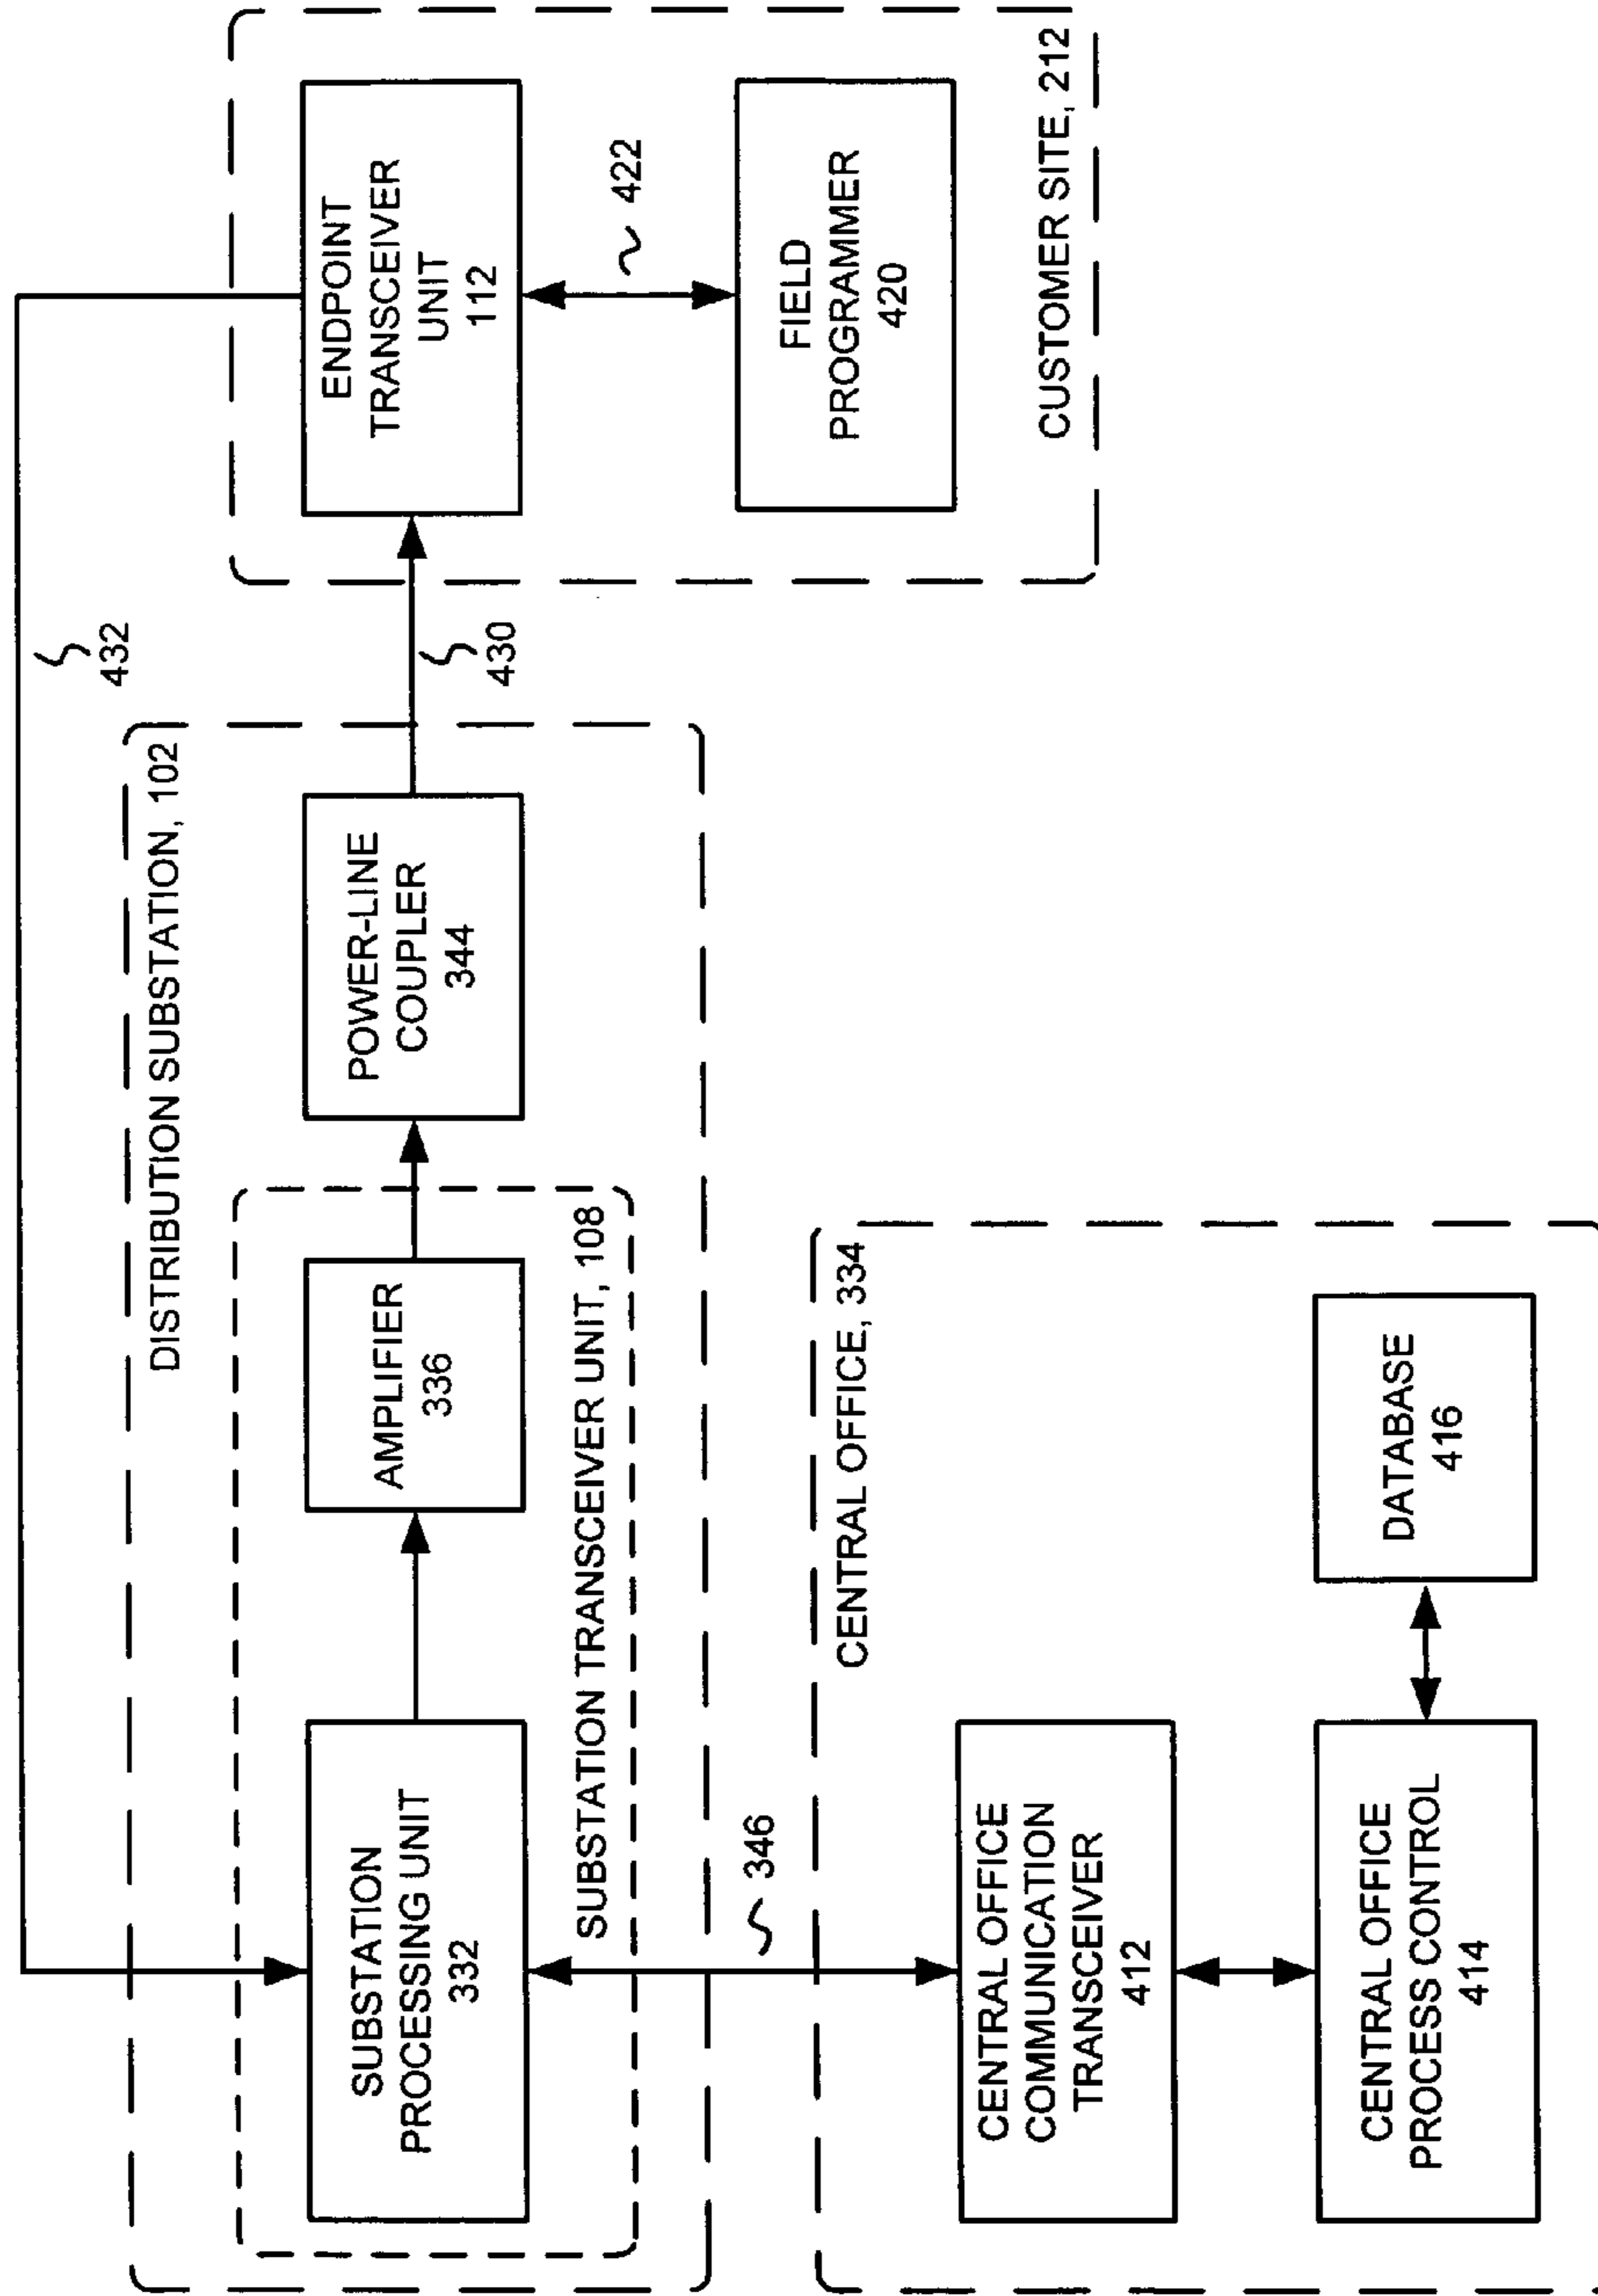 432
DISTRIBUTION SUBSTATION, 102
SUBSTATION
PROCESSING UNIT
332
AMPLIFIER
336
SUBSTATION TRANSCEIVER UNIT, 108
POWER-LINE
COUPLER
344
430
ENDPOINT
TRANSCEIVER
UNIT
112
422
FIELD
PROGRAMMER
420
CUSTOMER SITE, 212
346
CENTRAL OFFICE, 334
CENTRAL OFFICE
COMMUNICATION
TRANSCEIVER
412
CENTRAL OFFICE
PROCESS CONTROL
414
DATABASE
416